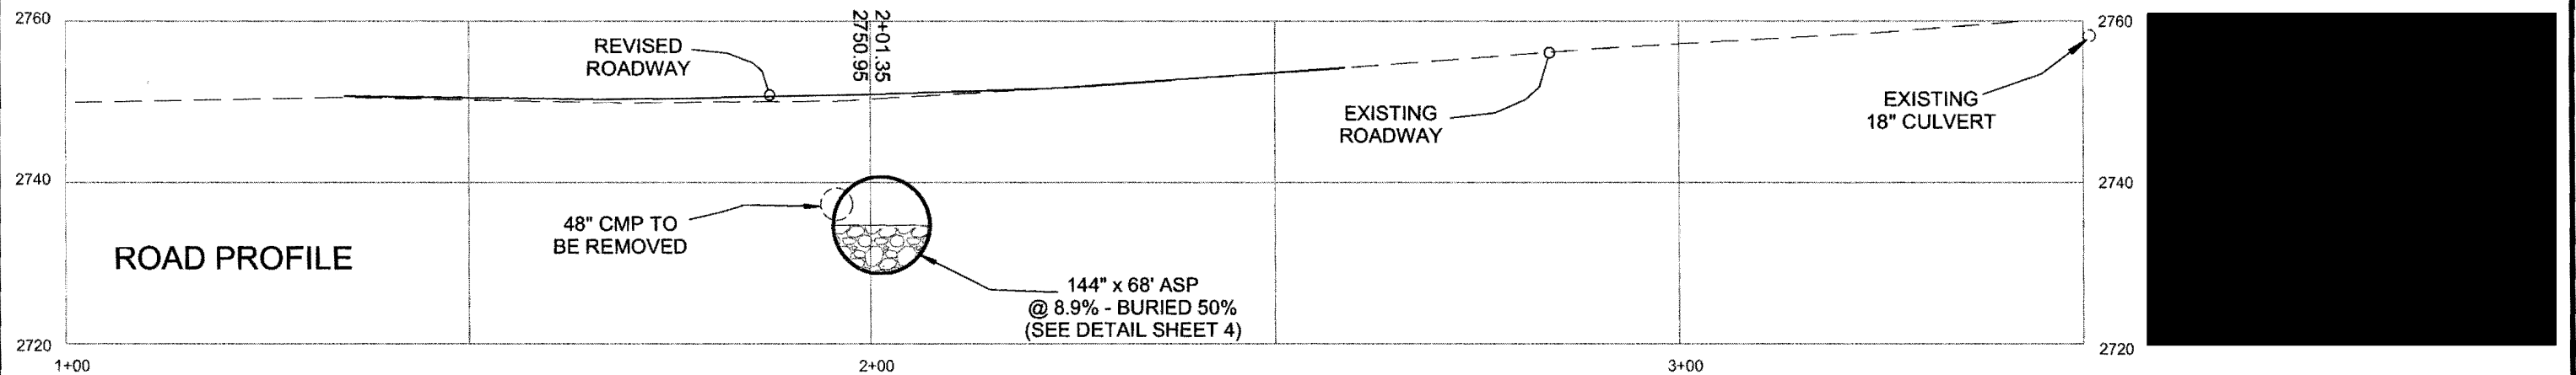 2760
REVISED
ROADWAY
2+01.35
2750.95
2760
EXISTING
ROADWAY
EXISTING
18" CULVERT
2740
2740
48" CMP TO
BE REMOVED
ROAD PROFILE
144" x 68' ASP
@ 8.9% - BURIED 50%
(SEE DETAIL SHEET 4)
2720
2720
1+00
2+00
3+00